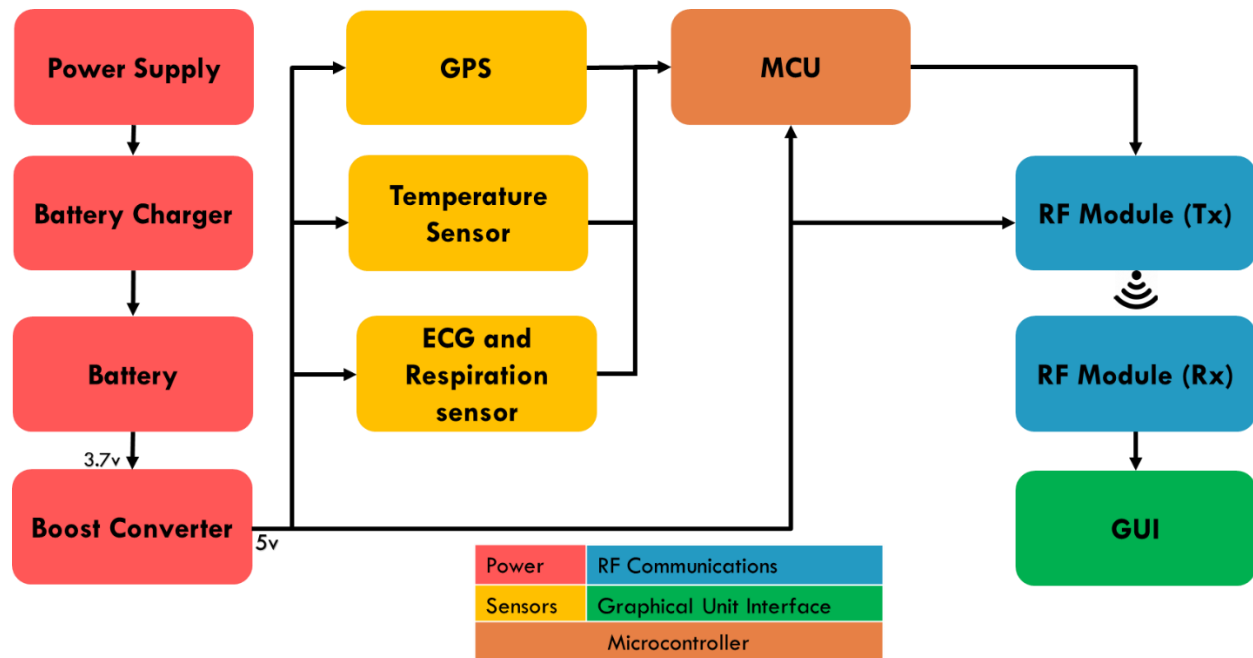 Power Supply
GPS
MCU
Battery Charger
Temperature
Sensor
RF Module (Tx)
Battery
ECG and
Respiration
sensor
RF Module (Rx)
3.7v
Boost Converter
5v
GUI
Power
RF Communications
Sensors
Graphical Unit Interface
Microcontroller